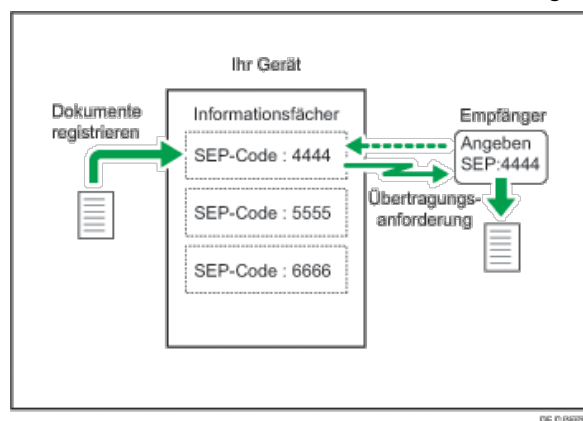 Ihr Gerät
Dokumente
registrieren
Informationsfächer
Empfänger
SEP-Code : 4444
Angeben
SEP:4444
Übertragungs-
anforderung
SEP-Code : 5555
SEP-Code : 6666